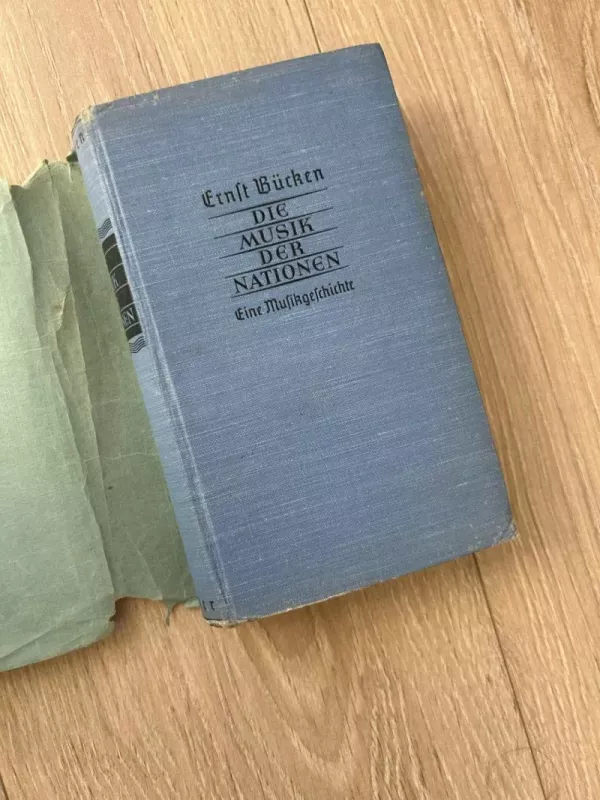 Ernſt Bücken
DIE
MUSIK
DER
NATIONEN
Eine Muſikgeſchichte